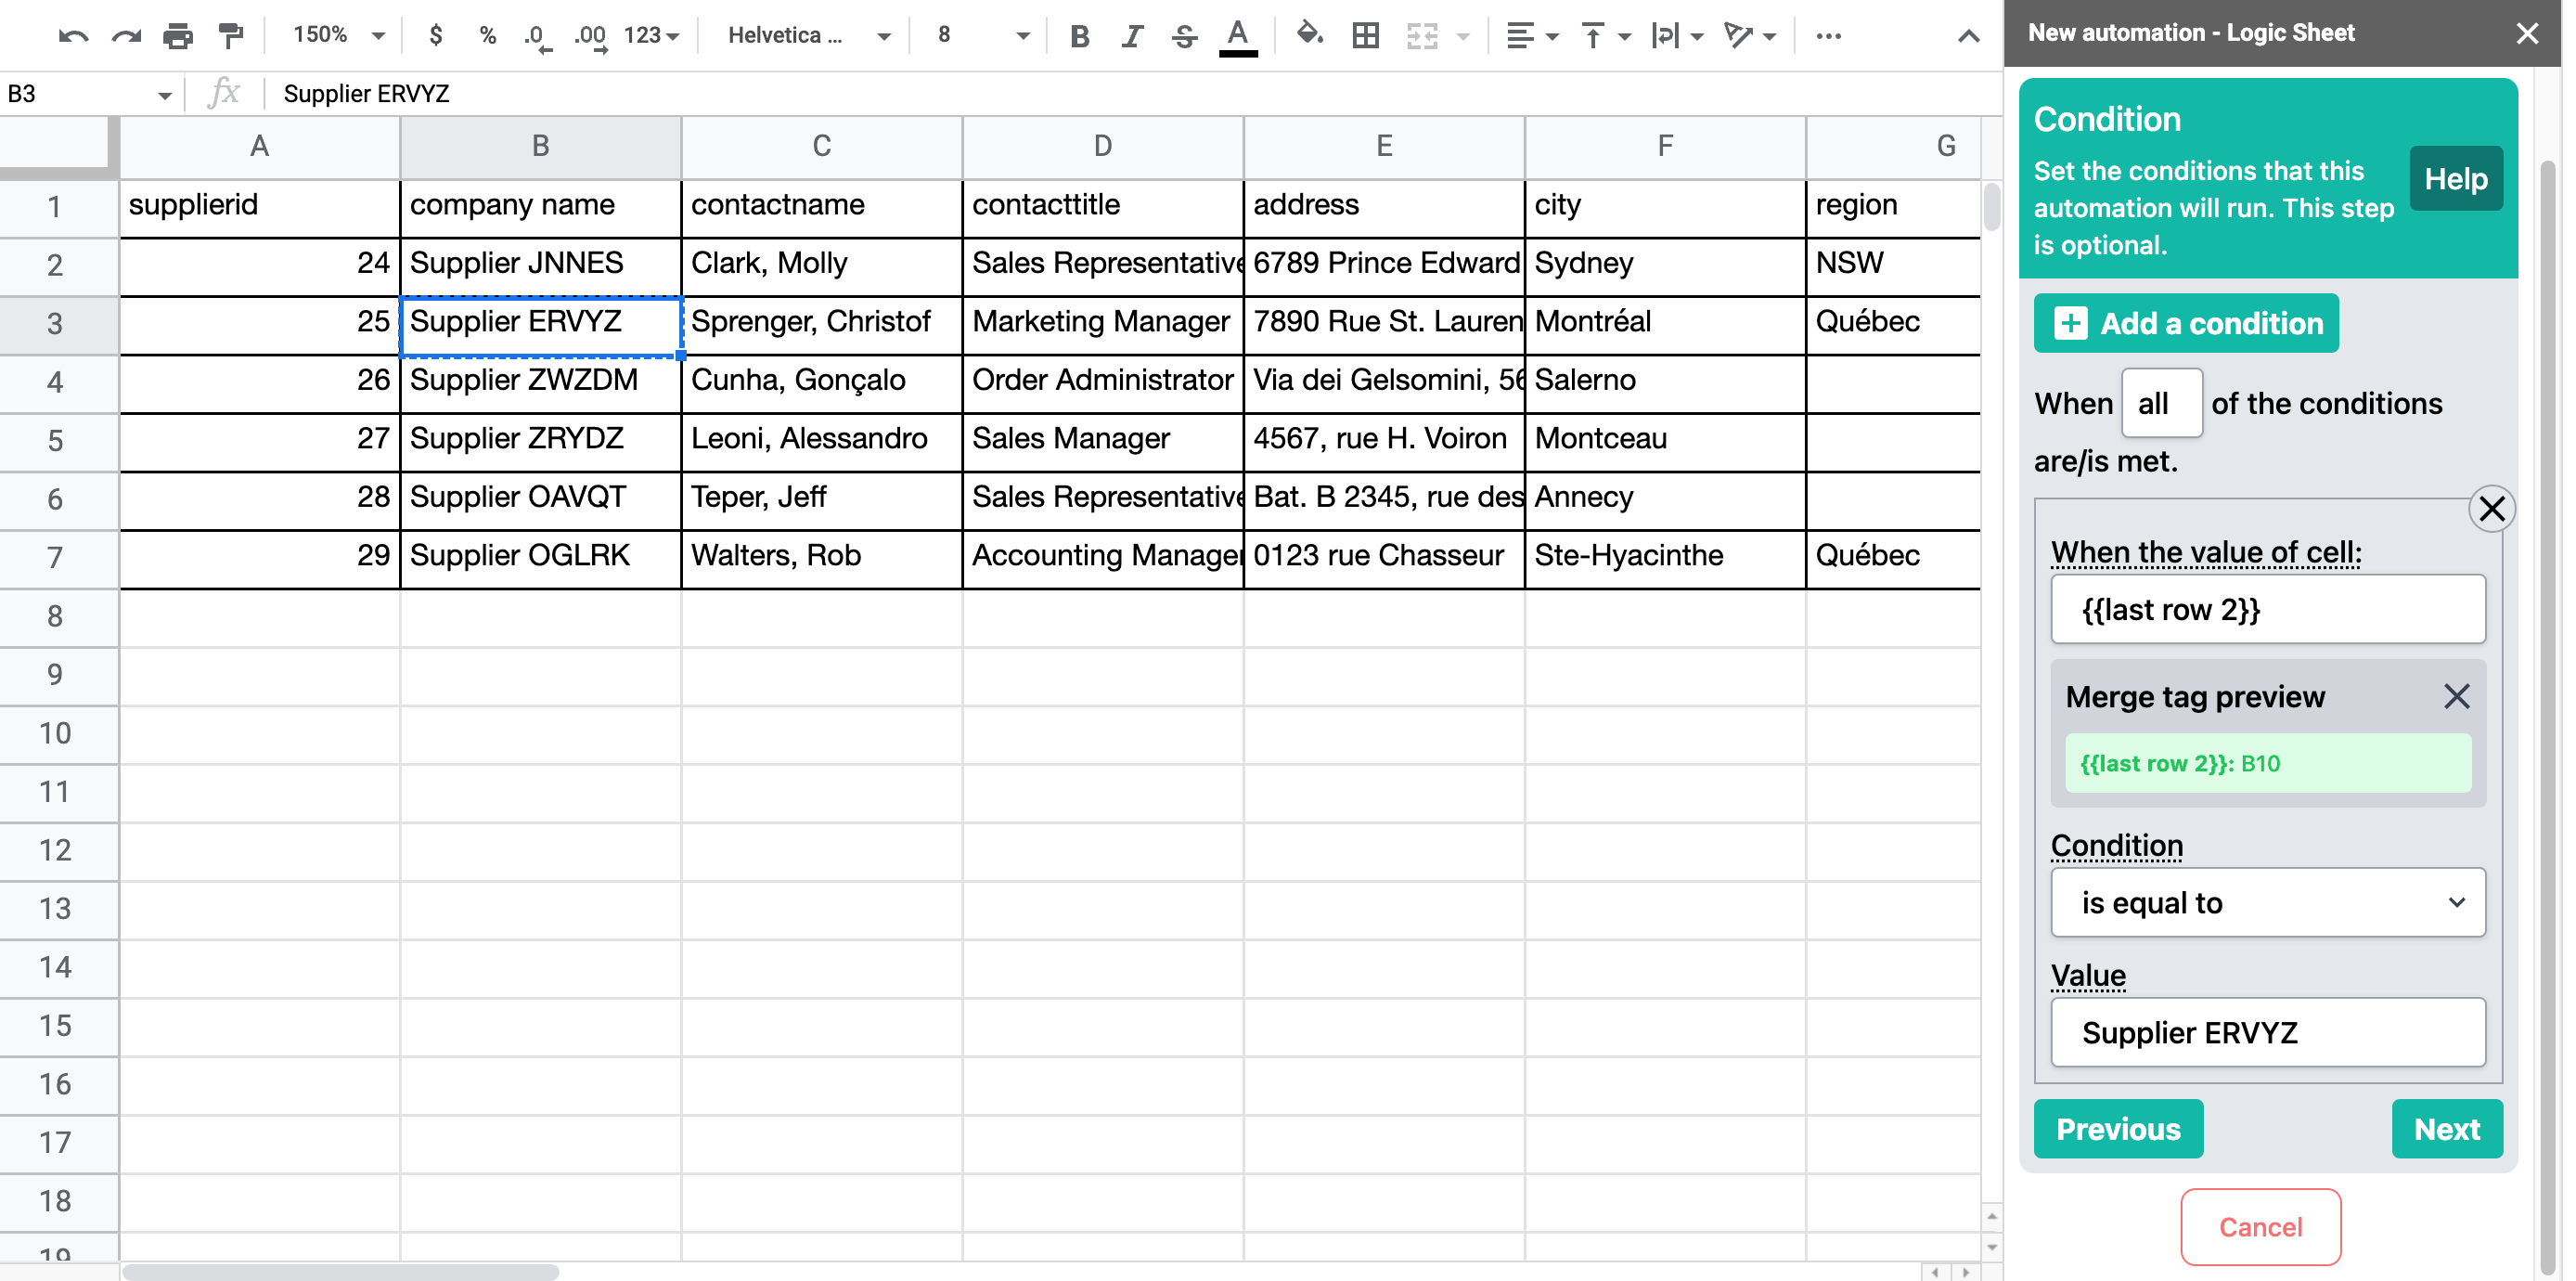 150% $ % .0 .00 123 Helvetica ... 8 B I S A
New automation - Logic Sheet
B3 fx Supplier ERVYZ
A B C D E F G
1 supplierid company name contactname contacttitle address city region
2 24 Supplier JNNES Clark, Molly Sales Representative 6789 Prince Edward Sydney NSW
3 25 Supplier ERVYZ Sprenger, Christof Marketing Manager 7890 Rue St. Lauren Montréal Québec
4 26 Supplier ZWZDM Cunha, Gonçalo Order Administrator Via dei Gelsomini, 56 Salerno
5 27 Supplier ZRYDZ Leoni, Alessandro Sales Manager 4567, rue H. Voiron Montceau
6 28 Supplier OAVQT Teper, Jeff Sales Representative Bat. B 2345, rue des Annecy
7 29 Supplier OGLRK Walters, Rob Accounting Manager 0123 rue Chasseur Ste-Hyacinthe Québec
8
9
10
11
12
13
14
15
16
17
18
19
Condition
Set the conditions that this
automation will run. This step
is optional.
Help
Add a condition
When all of the conditions
are/is met.
When the value of cell:
{{last row 2}}
Merge tag preview
{{last row 2}}: B10
Condition
is equal to
Value
Supplier ERVYZ
Previous Next
Cancel